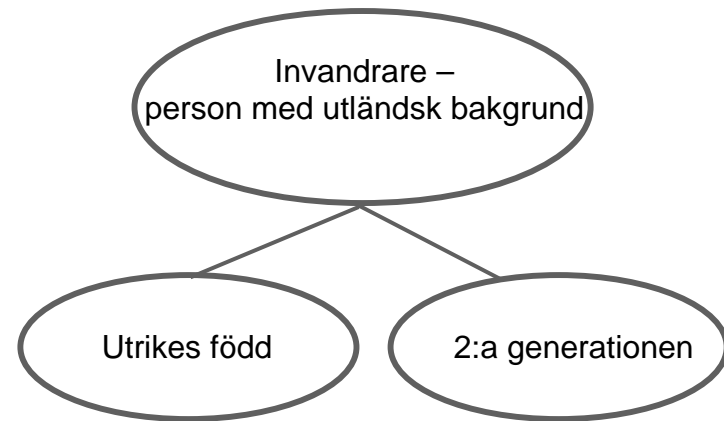 Invandrare –
person med utländsk bakgrund
Utrikes född
2:a generationen